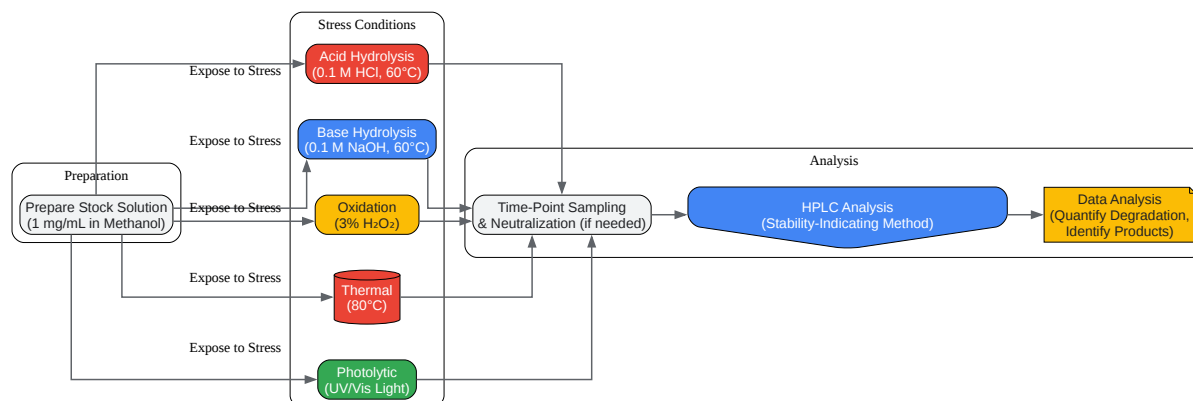 Stress Conditions
Acid Hydrolysis
(0.1 M HCl, 60°C)
Expose to Stress
Base Hydrolysis
(0.1 M NaOH, 60°C)
Expose to Stress
Analysis
Preparation
Prepare Stock Solution
(1 mg/mL in Methanol)
Expose to Stress
Oxidation
(3% H₂O₂)
Time-Point Sampling
& Neutralization (if needed)
HPLC Analysis
(Stability-Indicating Method)
Data Analysis
(Quantify Degradation,
Identify Products)
Expose to Stress
Thermal
(80°C)
Expose to Stress
Photolytic
(UV/Vis Light)